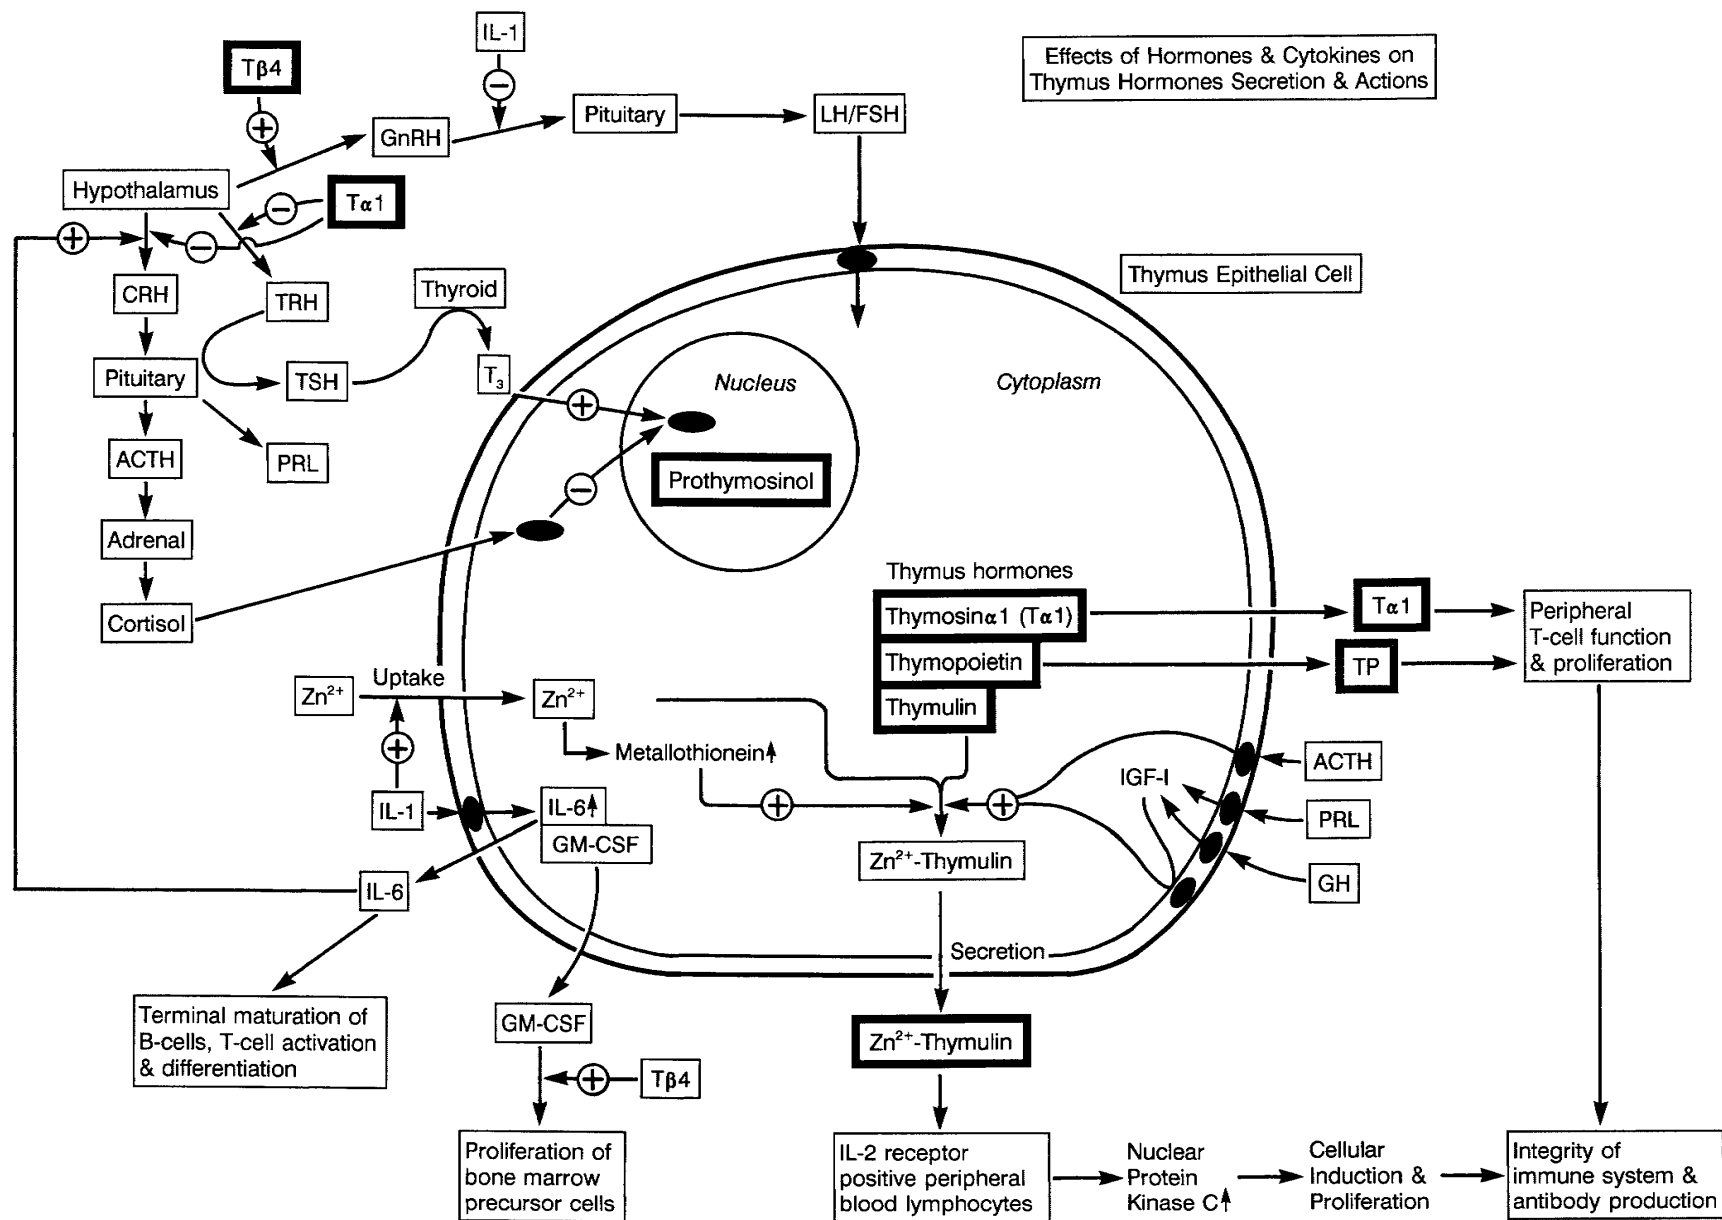 IL-1
Effects of Hormones & Cytokines on
Thymus Hormones Secretion & Actions
Tβ4
−
+
GnRH
Pituitary
LH/FSH
Hypothalamus
Tα1
−
+
−
Thymus Epithelial Cell
CRH
TRH
Thyroid
Pituitary
TSH
T₃
Nucleus
Cytoplasm
+
ACTH
PRL
Prothymosinol
−
Adrenal
Cortisol
Thymus hormones
Thymosinα1 (Tα1)
Tα1
Thymopoietin
TP
Thymulin
Peripheral
T-cell function
& proliferation
Uptake
Zn²⁺
Zn²⁺
+
Metallothionein
ACTH
IGF-I
IL-1
IL-6
+
+
PRL
GM-CSF
Zn²⁺-Thymulin
IL-6
GH
Secretion
Terminal maturation of
B-cells, T-cell activation
& differentiation
GM-CSF
Zn²⁺-Thymulin
+
Tβ4
Proliferation of
bone marrow
precursor cells
IL-2 receptor
positive peripheral
blood lymphocytes
Nuclear
Protein
Kinase C
Cellular
Induction &
Proliferation
Integrity of
immune system &
antibody production